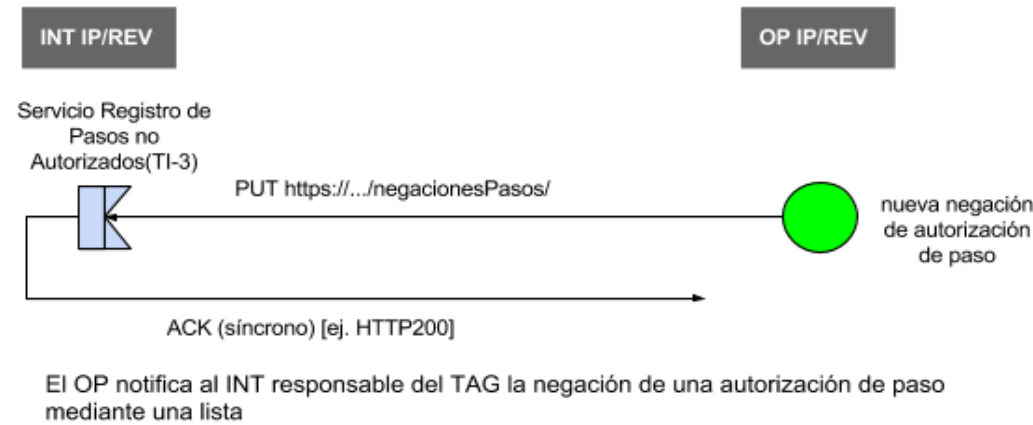 INT IP/REV
OP IP/REV
Servicio Registro de
Pasos no
Autorizados(TI-3)
PUT https://.../negacionesPasos/
nueva negación
de autorización
de paso
ACK (síncrono) [ej. HTTP200]
El OP notifica al INT responsable del TAG la negación de una autorización de paso
mediante una lista